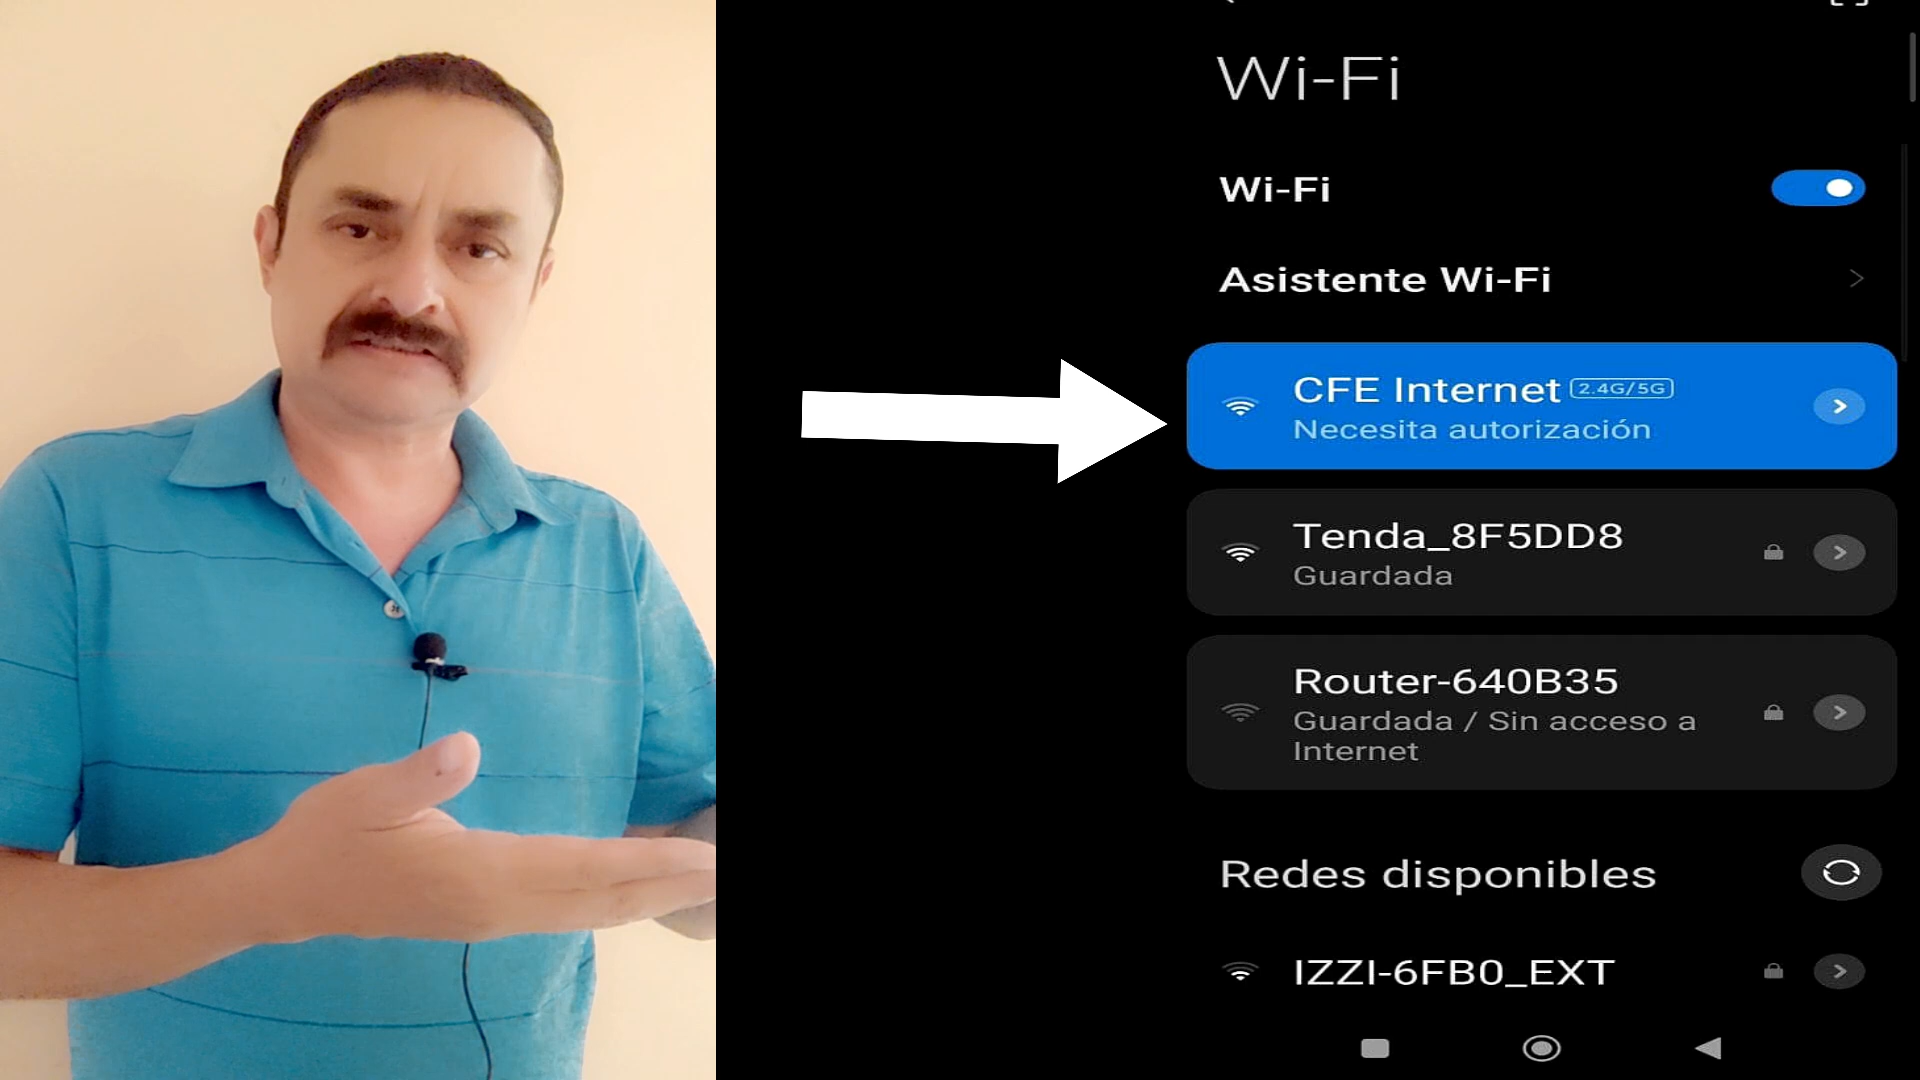 Wi-Fi
Wi-Fi
Asistente Wi-Fi
CFE Internet 2.4G/5G
Necesita autorización
Tenda_8F5DD8
Guardada
Router-640B35
Guardada / Sin acceso a
Internet
Redes disponibles
IZZI-6FB0_EXT